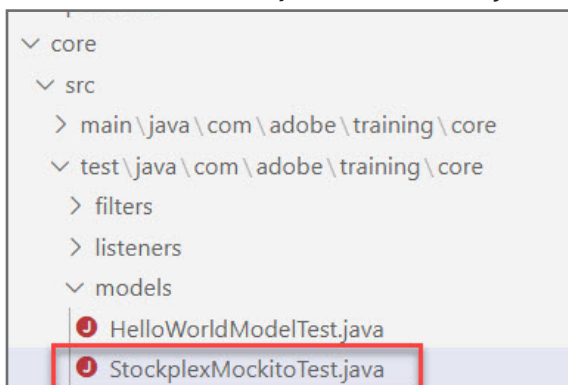 core
src
main\java\com\adobe\training\core
test\java\com\adobe\training\core
filters
listeners
models
J HelloWorldModelTest.java
J StockplexMockitoTest.java